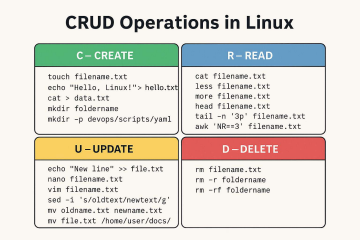 CRUD Operations in Linux
C – CREATE
touch filename.txt
echo "Hello, Linux!"> hello.txt
cat > data.txt
mkdir foldername
mkdir -p devops/scripts/yaml
R – READ
cat filename.txt
less filename.txt
more filename.txt
head filename.txt
tail -n '3p' filename.txt
awk 'NR==3' filename.txt
U – UPDATE
echo "New line" >> file.txt
nano filename.txt
vim filename.txt
sed -i 's/oldtext/newtext/g'
mv oldname.txt newname.txt
mv file.txt /home/user/docs/
D – DELETE
rm filename.txt
rm -r foldername
rm -rf foldername